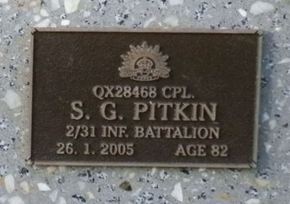 QX28468 CPL.
S. G. PITKIN
2/31 INF. BATTALION
26. 1. 2005 AGE 82